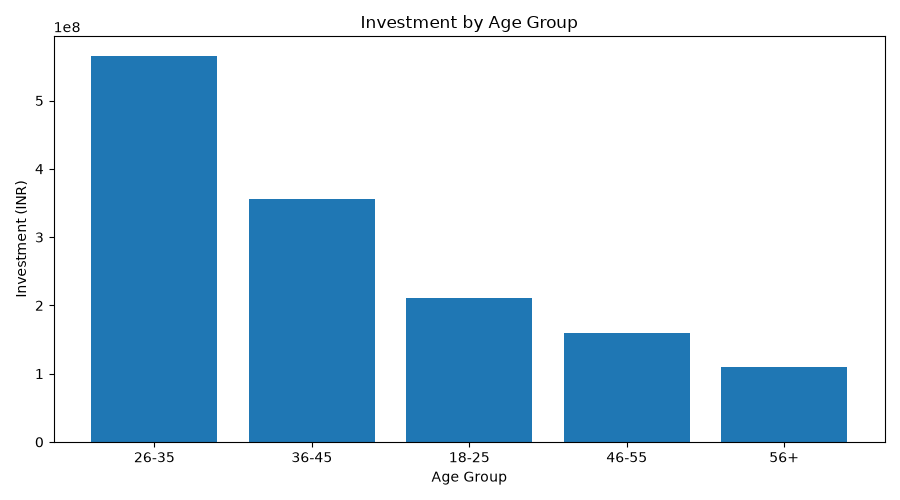 Investment by Age Group
1e8
Investment (INR)
5
4
3
2
1
0
26-35
36-45
18-25
46-55
56+
Age Group